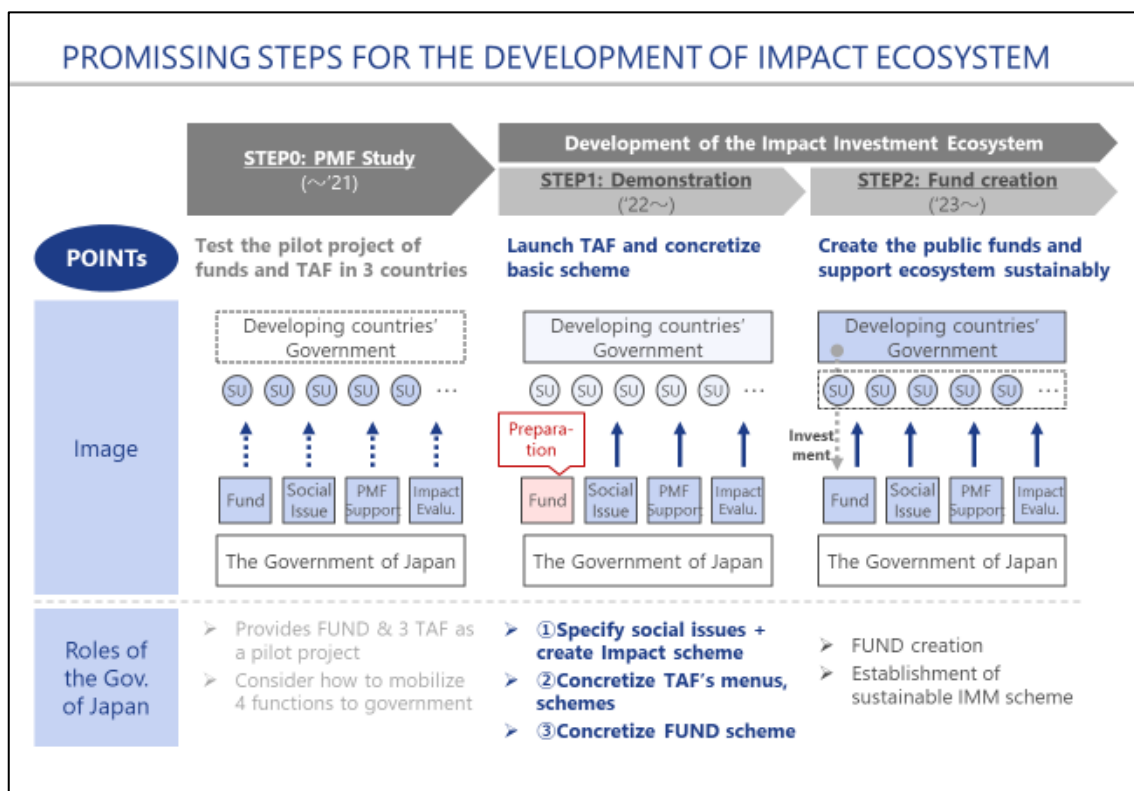 PROMISSING STEPS FOR THE DEVELOPMENT OF IMPACT ECOSYSTEM
STEP0: PMF Study
(～'21)
Development of the Impact Investment Ecosystem
STEP1: Demonstration
('22～)
STEP2: Fund creation
('23～)
POINTs
Test the pilot project of
funds and TAF in 3 countries
Launch TAF and concretize
basic scheme
Create the public funds and
support ecosystem sustainably
Image
Developing countries'
Government
SU SU SU SU SU ...
Fund
Social
Issue
PMF
Support
Impact
Evalu.
The Government of Japan
Developing countries'
Government
SU SU SU SU SU ...
Prepara-
tion
Fund
Social
Issue
PMF
Support
Impact
Evalu.
The Government of Japan
Developing countries'
Government
SU SU SU SU SU ...
Invest
ment
Fund
Social
Issue
PMF
Support
Impact
Evalu.
The Government of Japan
Roles of
the Gov.
of Japan
➢ Provides FUND & 3 TAF as
a pilot project
➢ Consider how to mobilize
4 functions to government
➢ ①Specify social issues +
create Impact scheme
➢ ②Concretize TAF's menus,
schemes
➢ ③Concretize FUND scheme
➢ FUND creation
➢ Establishment of
sustainable IMM scheme